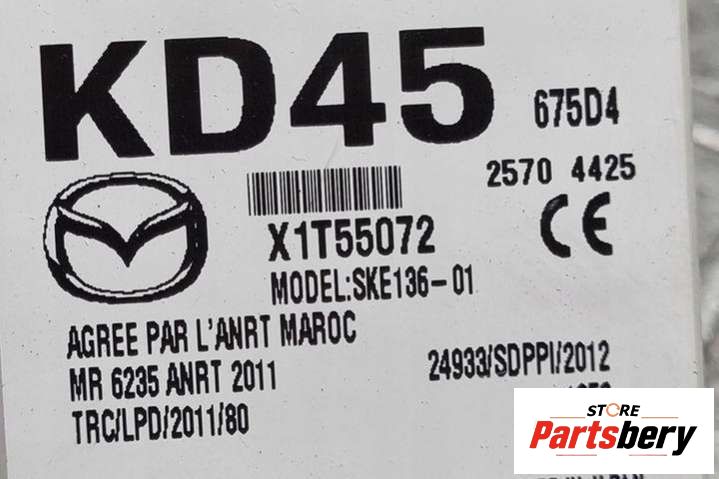 KD45
675D4
2570 4425
X1T55072
CE
MODEL:SKE136-01
AGREE PAR L'ANRT MAROC
MR 6235 ANRT 2011
24933/SDPPI/2012
TRC/LPD/2011/80
STORE
Partsbery